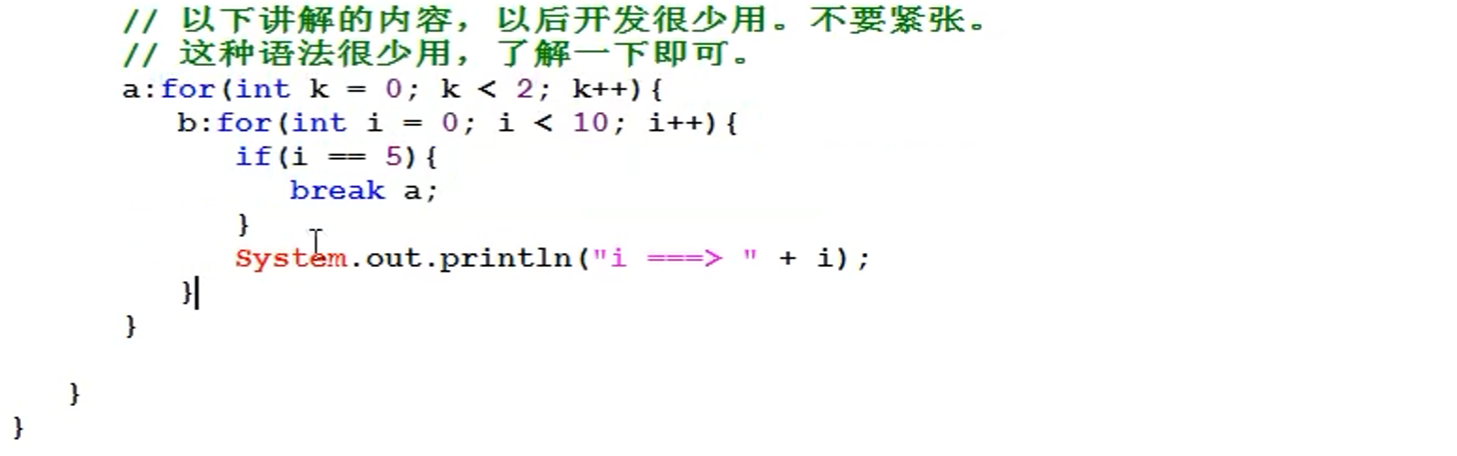 // 以下讲解的内容，以后开发很少用。不要紧张。
// 这种语法很少用，了解一下即可。
a:for(int k = 0; k < 2; k++){
b:for(int i = 0; i < 10; i++){
if(i == 5){
break a;
}
System.out.println("i ===> " + i);
}
}
}
}